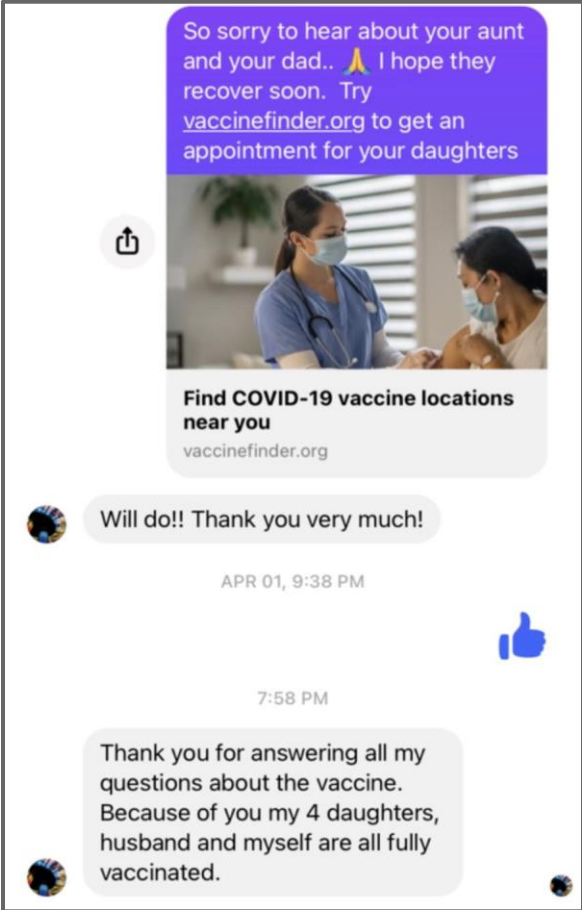 So sorry to hear about your aunt
and your dad.. 🙏 I hope they
recover soon.  Try
vaccinefinder.org to get an
appointment for your daughters
Find COVID-19 vaccine locations
near you
vaccinefinder.org
Will do!! Thank you very much!
APR 01, 9:38 PM
7:58 PM
Thank you for answering all my
questions about the vaccine.
Because of you my 4 daughters,
husband and myself are all fully
vaccinated.